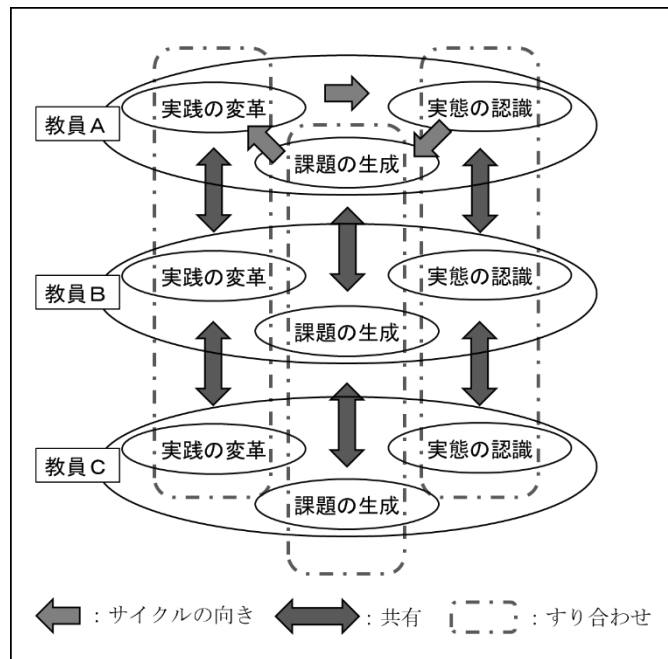 教員A
実践の変革
実態の認識
課題の生成
教員B
実践の変革
実態の認識
課題の生成
教員C
実践の変革
実態の認識
課題の生成
：サイクルの向き
：共有
：すり合わせ